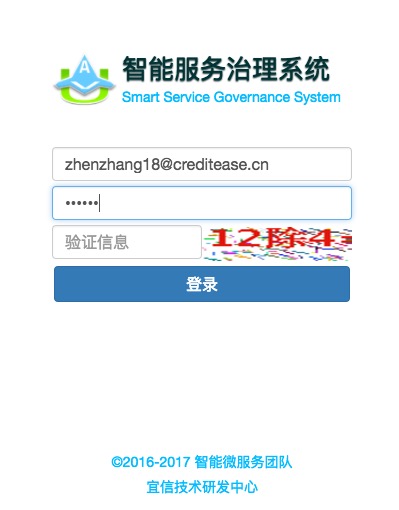 A
智能服务治理系统
Smart Service Governance System
zhenzhang18@creditease.cn
••••••
验证信息
12除4=
登录
©2016-2017 智能微服务团队
宜信技术研发中心